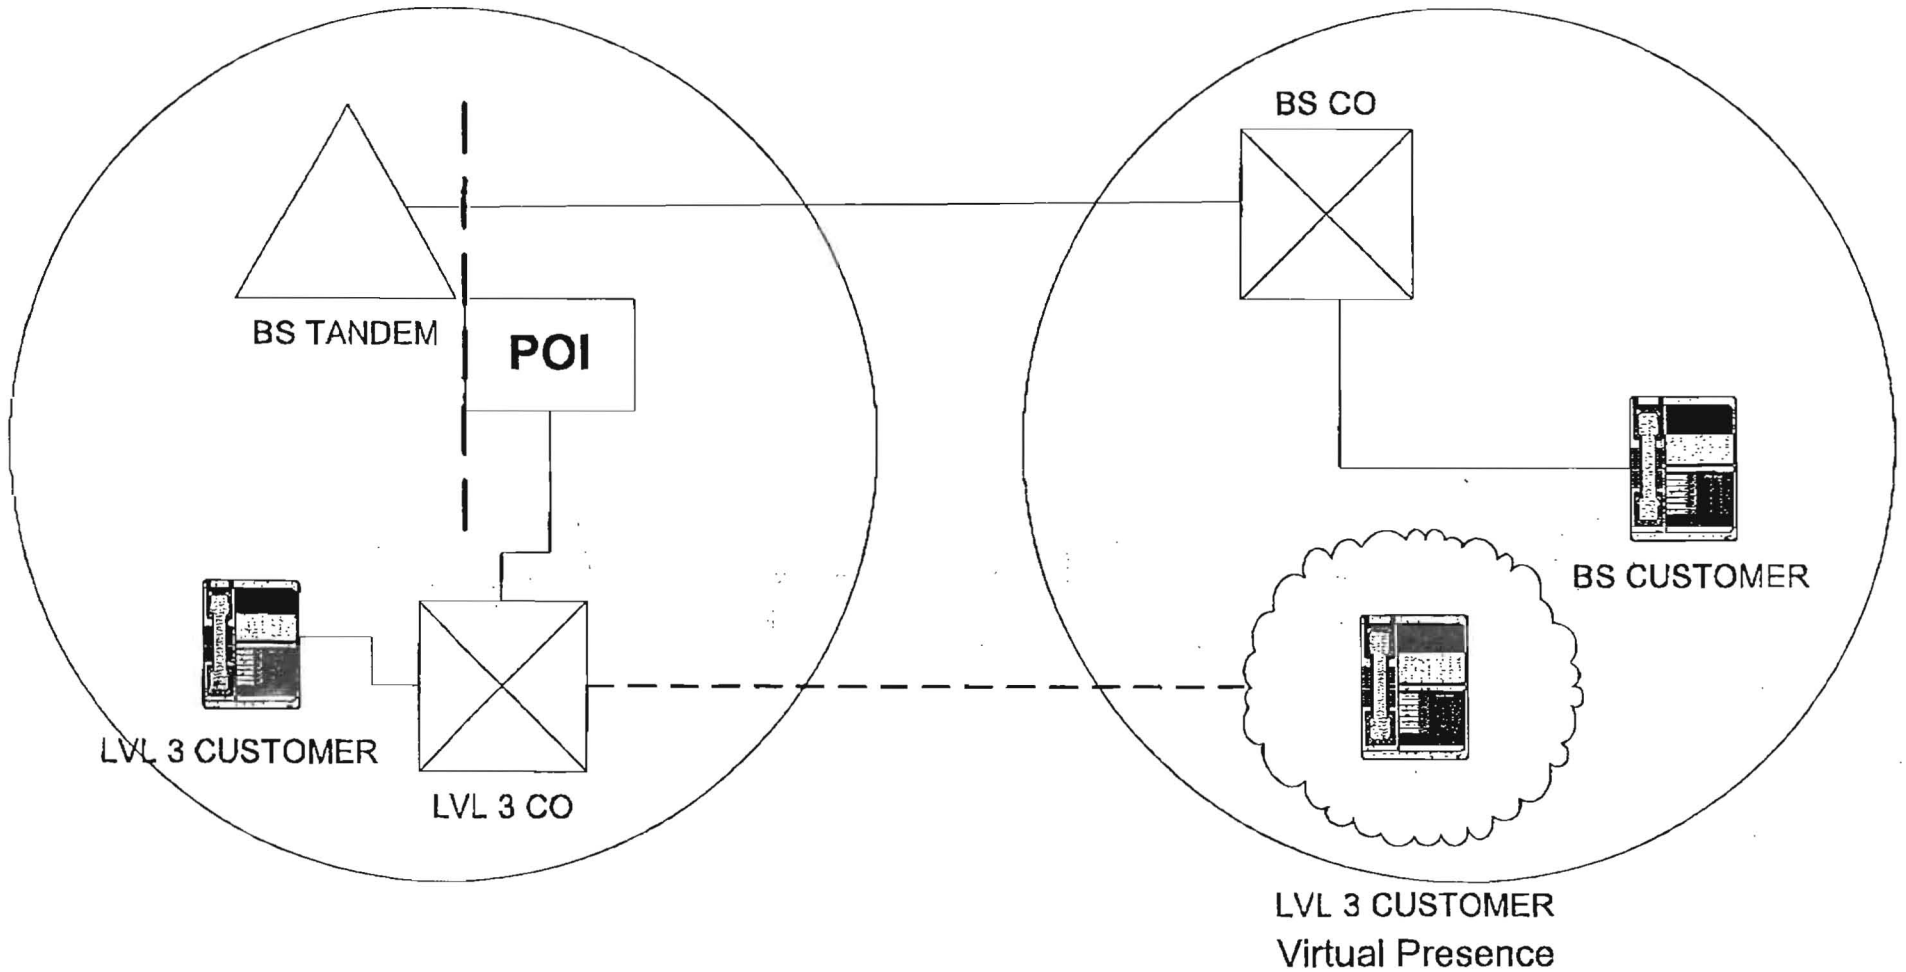 BS CO
BS TANDEM
POI
BS CUSTOMER
LVL 3 CUSTOMER
LVL 3 CO
LVL 3 CUSTOMER
Virtual Presence